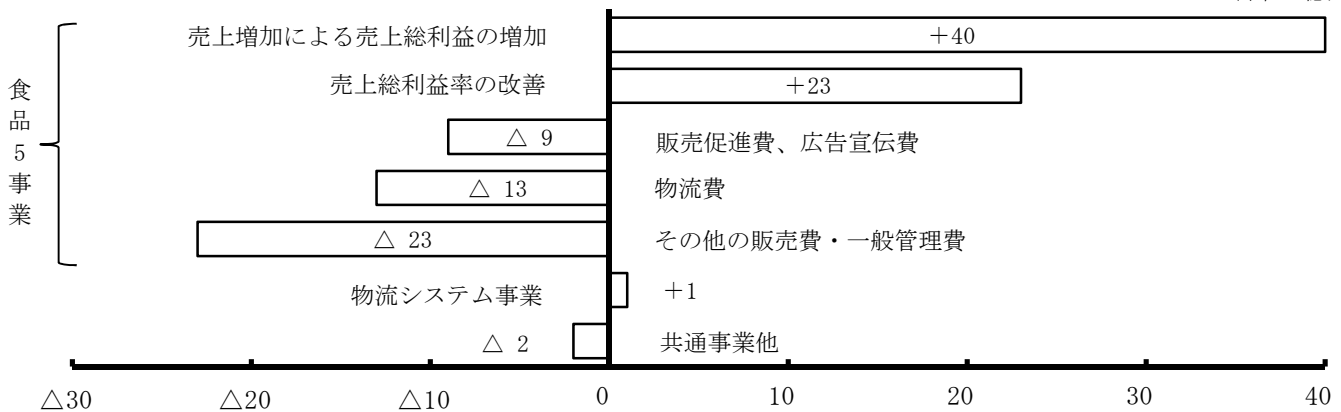 売上増加による売上総利益の増加
＋40
売上総利益率の改善
＋23
食品5事業
△ 9
販売促進費、広告宣伝費
△ 13
物流費
△ 23
その他の販売費・一般管理費
物流システム事業
＋1
△ 2
共通事業他
△30 △20 △10 0 10 20 30 40